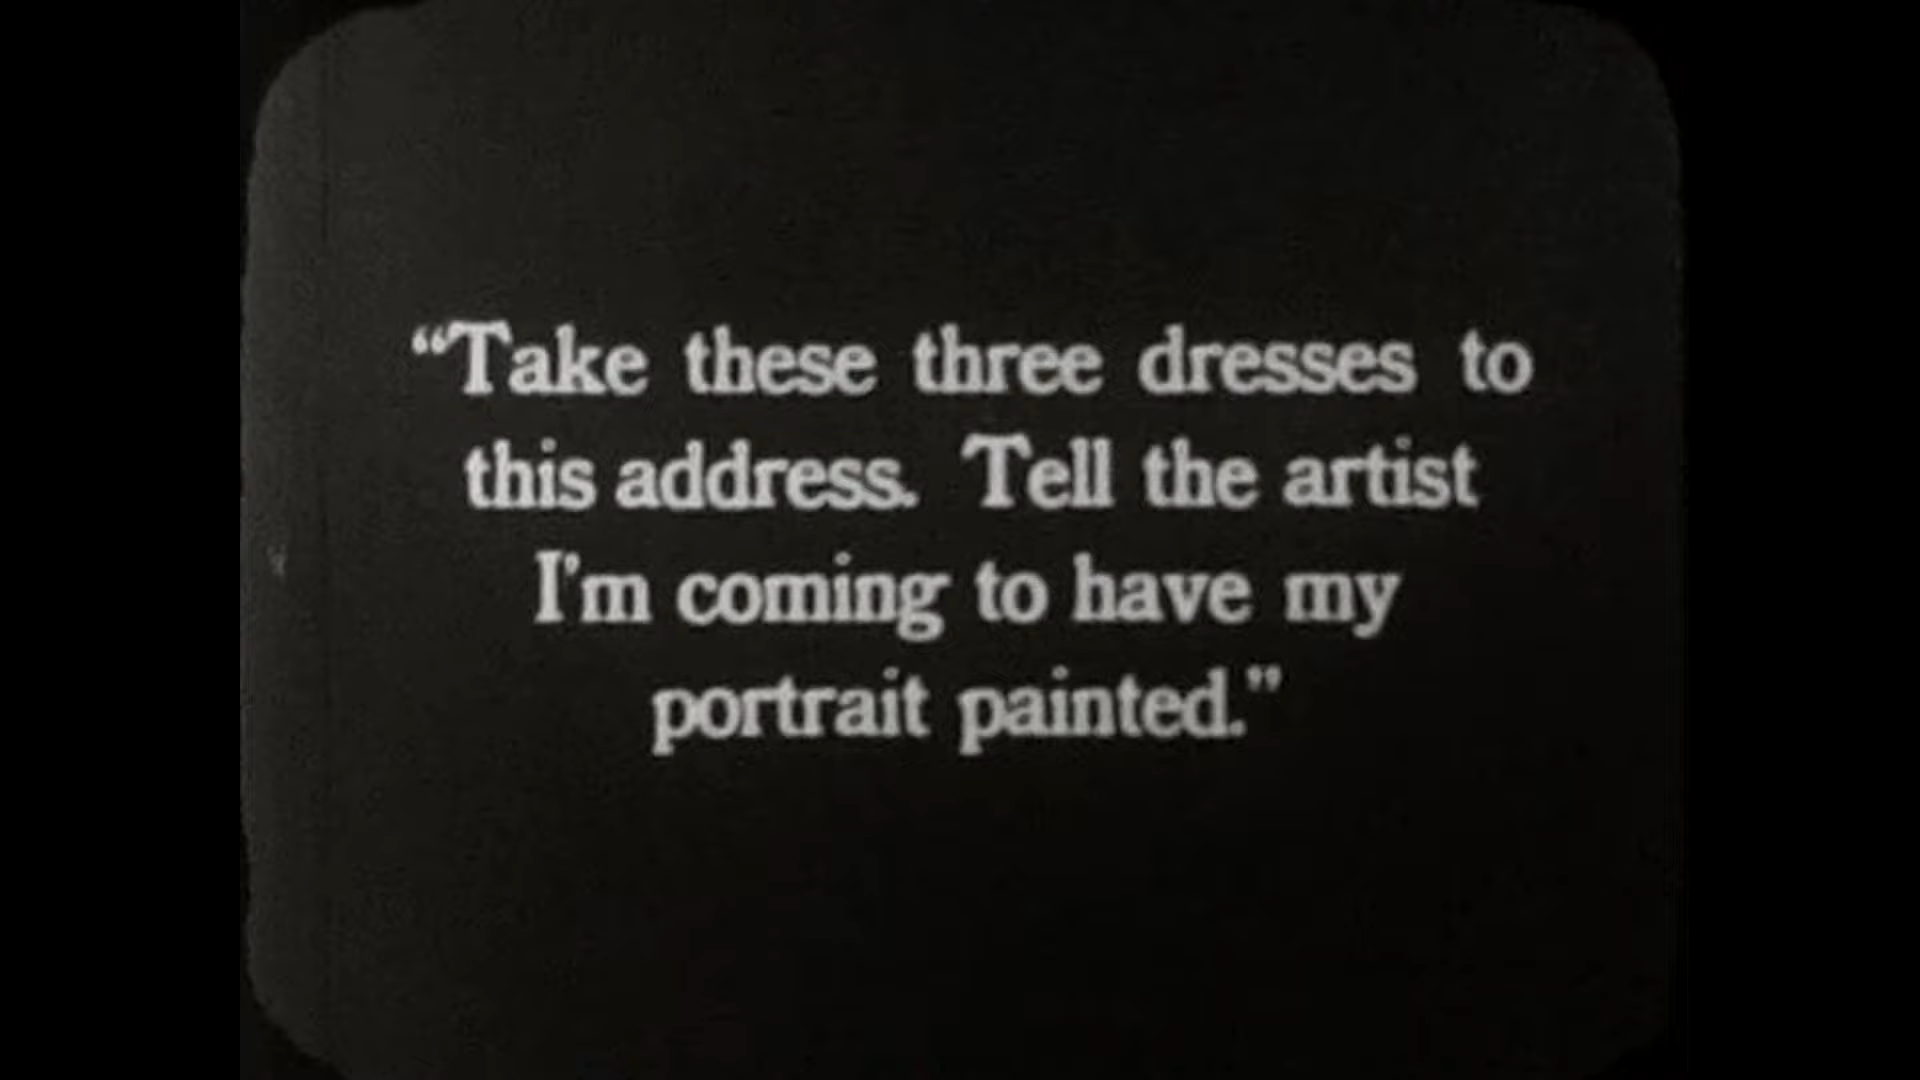 “Take these three dresses to
this address. Tell the artist
I'm coming to have my
portrait painted.”